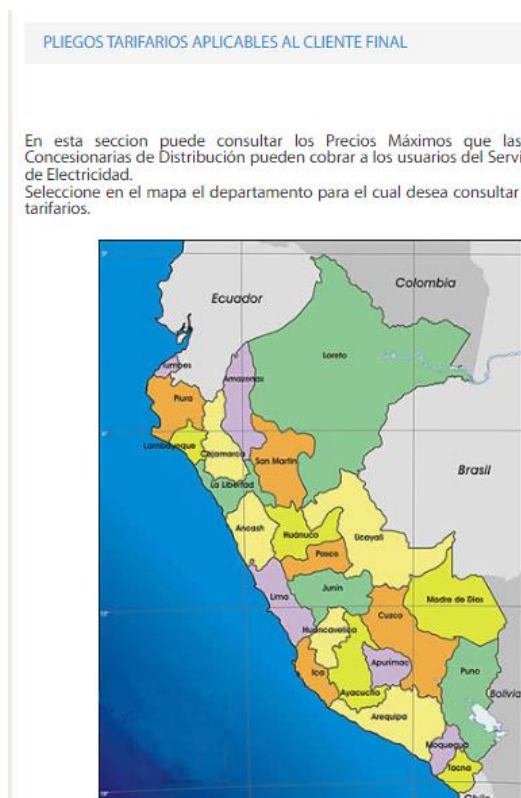 PLIEGOS TARIFARIOS APLICABLES AL CLIENTE FINAL
En esta seccion puede consultar los Precios Máximos que las
Concesionarias de Distribución pueden cobrar a los usuarios del Servi
de Electricidad.
Seleccione en el mapa el departamento para el cual desea consultar
tarifarios.
Colombia
Ecuador
Loreto
Tumbes
Amazonas
Piura
Lambayeque
Cajamarca
San Martín
Brasil
La Libertad
Ancash
Huánuco
Ucayali
Pasco
Lima
Junín
Madre de Dios
Cuzco
Huancavelica
Ica
Apurimac
Puno
Ayacucho
Bolivia
Arequipa
Moquegua
Tacna
Chile